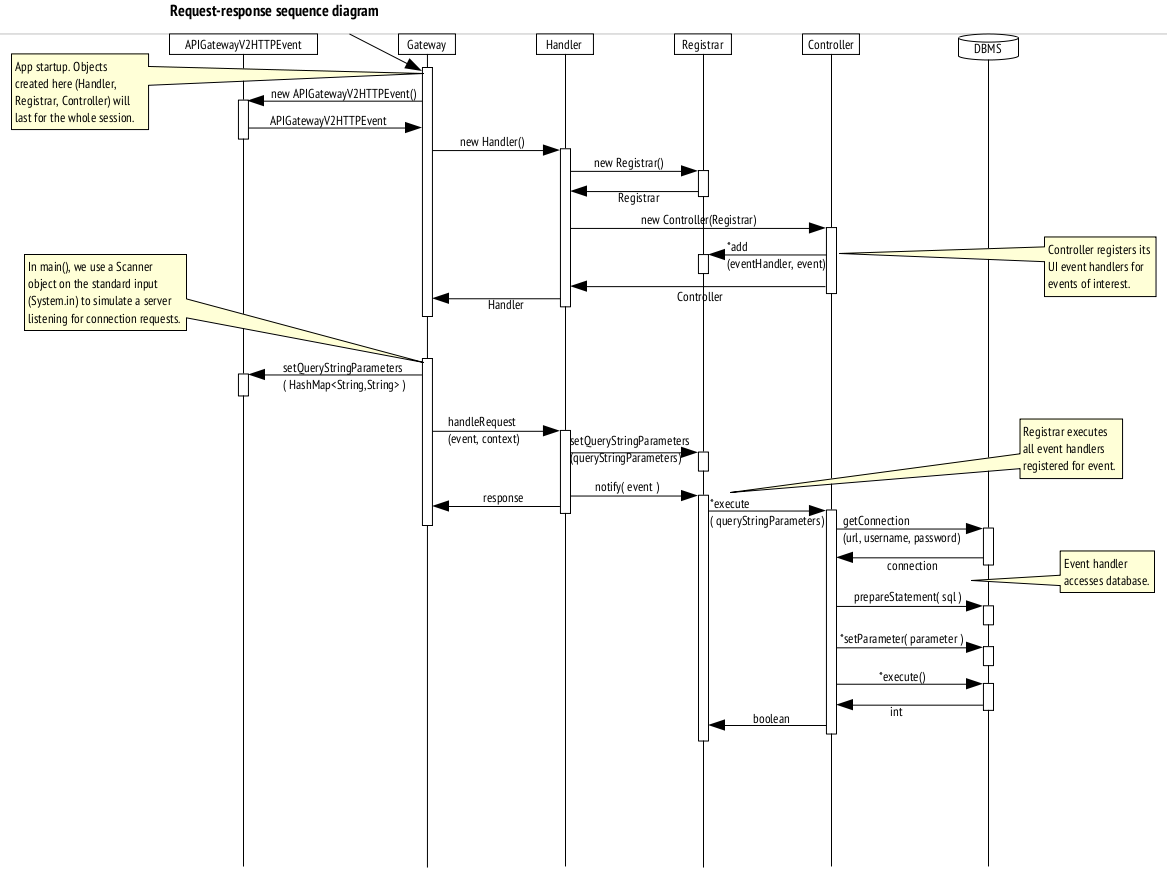 Request-response sequence diagram
APIGatewayV2HTTPEvent
Gateway
Handler
Registrar
Controller
DBMS
App startup. Objects
created here (Handler,
Registrar, Controller) will
last for the whole session.
new APIGatewayV2HTTPEvent()
APIGatewayV2HTTPEvent
new Handler()
new Registrar()
Registrar
new Controller(Registrar)
*add
(eventHandler, event)
Controller registers its
UI event handlers for
events of interest.
Controller
Handler
In main(), we use a Scanner
object on the standard input
(System.in) to simulate a server
listening for connection requests.
setQueryStringParameters
( HashMap<String,String> )
handleRequest
(event, context)
setQueryStringParameters
(queryStringParameters)
Registrar executes
all event handlers
registered for event.
notify( event )
response
*execute
( queryStringParameters)
getConnection
(url, username, password)
connection
Event handler
accesses database.
prepareStatement( sql )
*setParameter( parameter )
*execute()
int
boolean